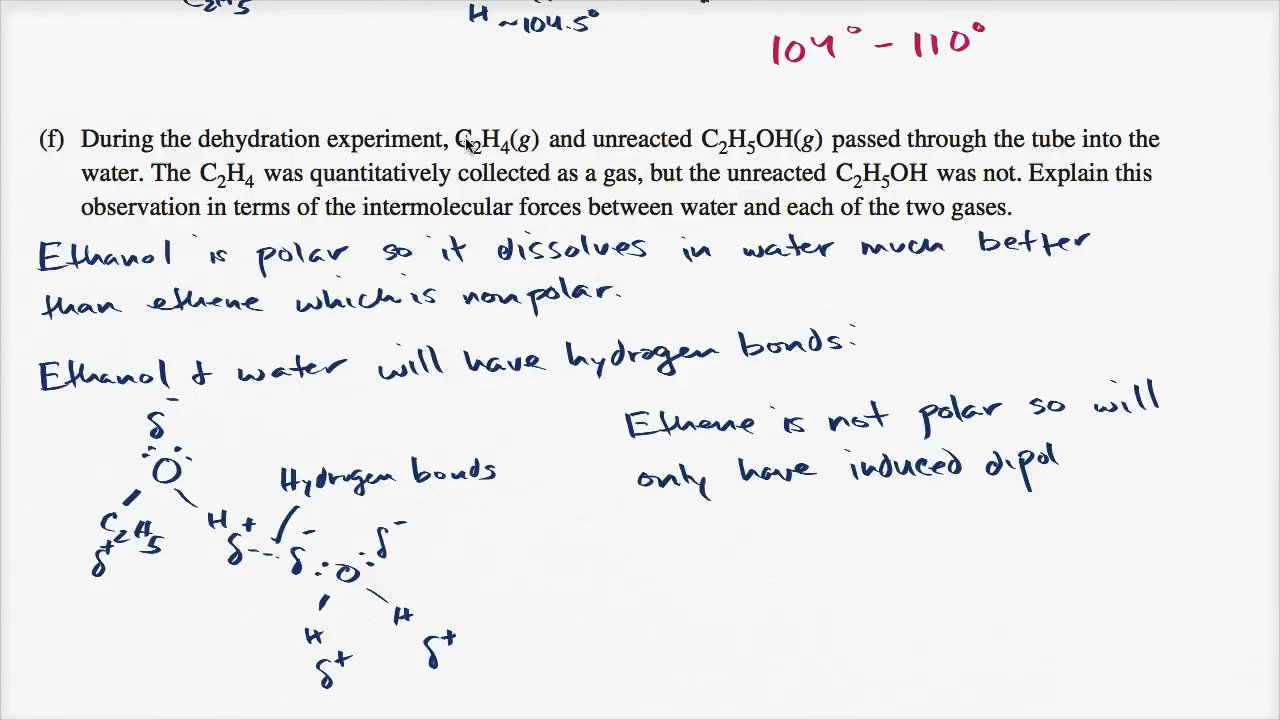 C₂H₅
H ~104.5°
104° - 110°
(f) During the dehydration experiment, C₂H₄(g) and unreacted C₂H₅OH(g) passed through the tube into the
water. The C₂H₄ was quantitatively collected as a gas, but the unreacted C₂H₅OH was not. Explain this
observation in terms of the intermolecular forces between water and each of the two gases.
Ethanol is polar so it dissolves in water much better
than ethene which is nonpolar.
Ethanol & water will have hydrogen bonds:
Ethene is not polar so will
only have induced dipol
δ⁻
O
Hydrogen bonds
C₂H₅
δ⁺
H
δ⁺
δ⁻
O
δ⁻
H
δ⁺
H
δ⁺